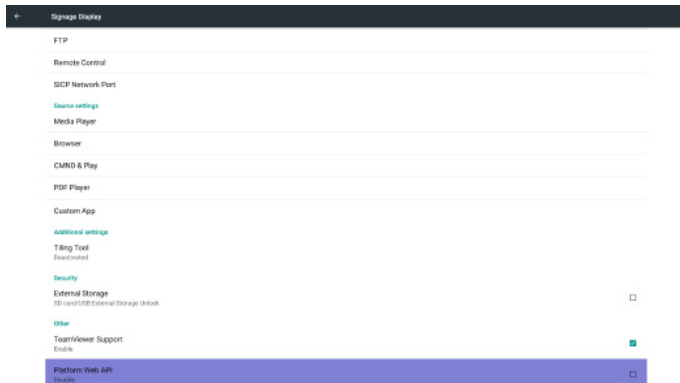 Signage Display
FTP
Remote Control
SICP Network Port
Source settings
Media Player
Browser
CMND & Play
PDF Player
Custom App
Additional settings
Tiling Tool
Deactivated
Security
External Storage
SD card/USB External Storage Unlock
Other
TeamViewer Support
Enable
Platform Web API
Disable